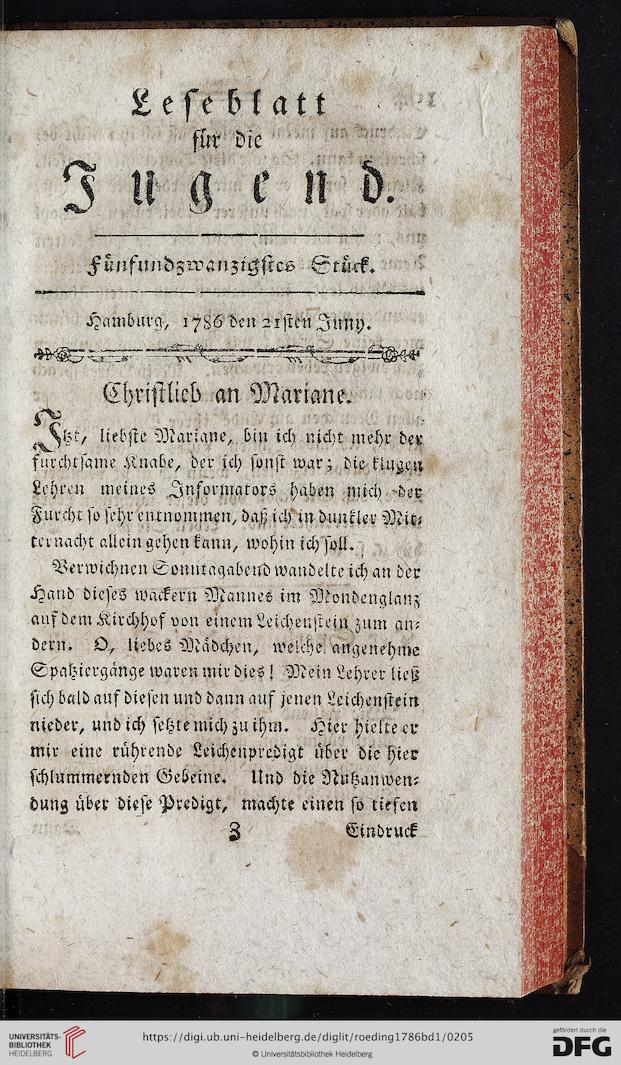 Leseblatt
für die
Jugend.
Fünfundzwanzigstes Stück.
Hamburg, 1786 den 21sten Juny.
Christlieb an Mariane.
Itzt, liebste Mariane, bin ich nicht mehr der
furchtsame Knabe, der ich sonst war; die klugen
Lehren meines Informators haben mich der
Furcht so sehr entnommen, daß ich in dunkler Mit-
ternacht allein gehen kann, wohin ich soll.
Verwichnen Sonntagabend wandelte ich an der
Hand dieses wackern Mannes im Mondenglanz
auf dem Kirchhof von einem Leichenstein zum an-
dern. O, liebes Mädchen, welche angenehme
Spatziergänge waren mir dies! Mein Lehrer ließ
sich bald auf diesen und dann auf jenen Leichenstein
nieder, und ich setzte mich zu ihm. Hier hielte er
mir eine rührende Leichenpredigt über die hier
schlummernden Gebeine. Und die Nutzanwen-
dung über diese Predigt, machte einen so tiefen
Z Eindruck
UNIVERSITÄTS-
BIBLIOTHEK
HEIDELBERG
https://digi.ub.uni-heidelberg.de/diglit/roeding1786bd1/0205
© Universitätsbibliothek Heidelberg
gefördert durch die
DFG